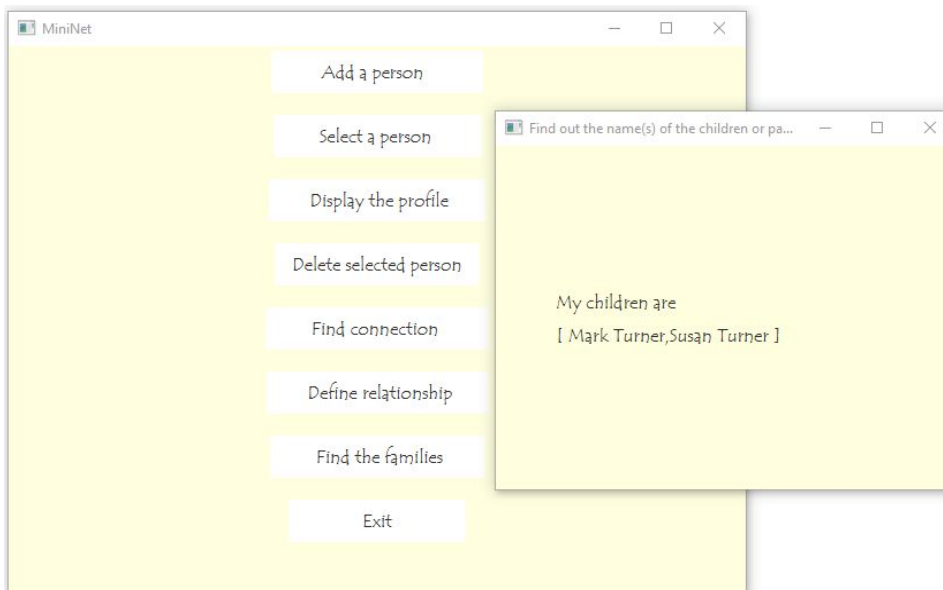 MiniNet
Add a person
Select a person
Display the profile
Delete selected person
Find connection
Define relationship
Find the families
Exit
Find out the name(s) of the children or pa...
My children are
[ Mark Turner,Susan Turner ]